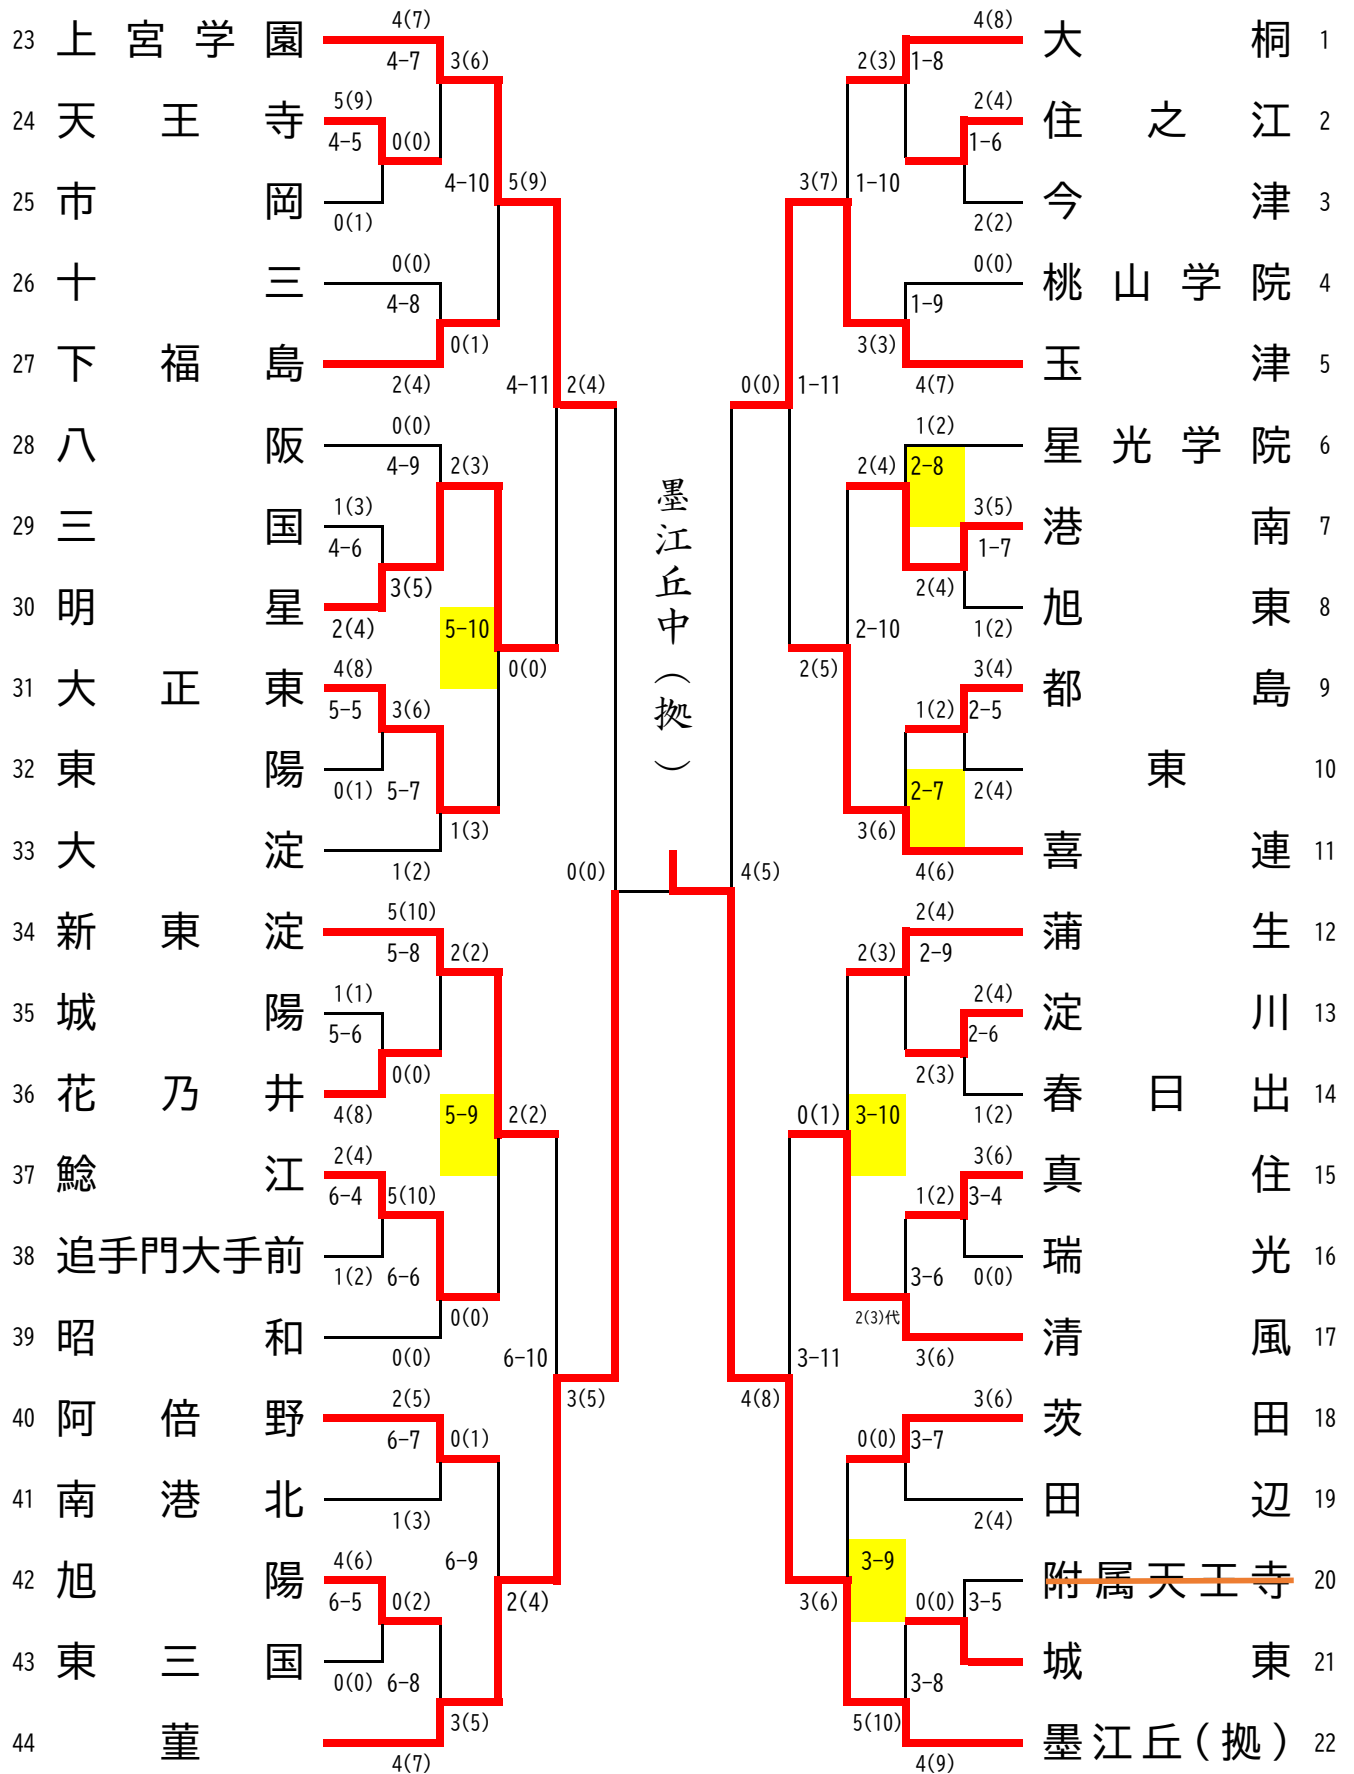 4(7) 4(8)
23 上宮学園 大桐 1
4-7 3(6) 2(3) 1-8
5(9) 2(4)
24 天王寺 住之江 2
4-5 0(0) 1-6
4-10 5(9) 3(7) 1-10
25 市岡 今津 3
0(1) 2(2)
0(0) 0(0)
26 十三 桃山学院 4
4-8 1-9
0(1) 3(3)
27 下福島 玉津 5
2(4) 4-11 2(4) 0(0) 1-11 4(7)
0(0) 1(2)
28 八阪 星光学院 6
4-9 2(3) 2(4) 2-8
1(3) 3(5)
29 三国 港南 7
4-6 1-7
3(5) 2(4)
30 明星 旭東 8
2(4) 5-10 2-10 1(2)
4(8) 0(0) 2(5) 3(4)
31 大正東 都島 9
5-5 3(6) 1(2) 2-5
32 東陽 東 10
0(1) 5-7 2-7 2(4)
1(3) 3(6)
33 大淀 喜連 11
1(2) 0(0) 4(5) 4(6)
墨江丘中(拠)
5(10) 2(4)
34 新東淀 蒲生 12
5-8 2(2) 2(3) 2-9
1(1) 2(4)
35 城陽 淀川 13
5-6 2-6
0(0) 2(3)
36 花乃井 春日出 14
4(8) 5-9 2(2) 0(1) 3-10 1(2)
2(4) 3(6)
37 鯰江 真住 15
6-4 5(10) 1(2) 3-4
38 追手門大手前 瑞光 16
1(2) 6-6 3-6 0(0)
0(0) 2(3)代
39 昭和 清風 17
0(0) 6-10 3-11 3(6)
2(5) 3(5) 4(8) 3(6)
40 阿倍野 茨田 18
6-7 0(1) 0(0) 3-7
41 南港北 田辺 19
1(3) 2(4)
4(6) 6-9 3-9
42 旭陽 附属天王寺 20
6-5 0(2) 2(4) 3(6) 0(0) 3-5
43 東三国 城東 21
0(0) 6-8 3-8
3(5) 5(10)
44 菫 墨江丘(拠) 22
4(7) 4(9)